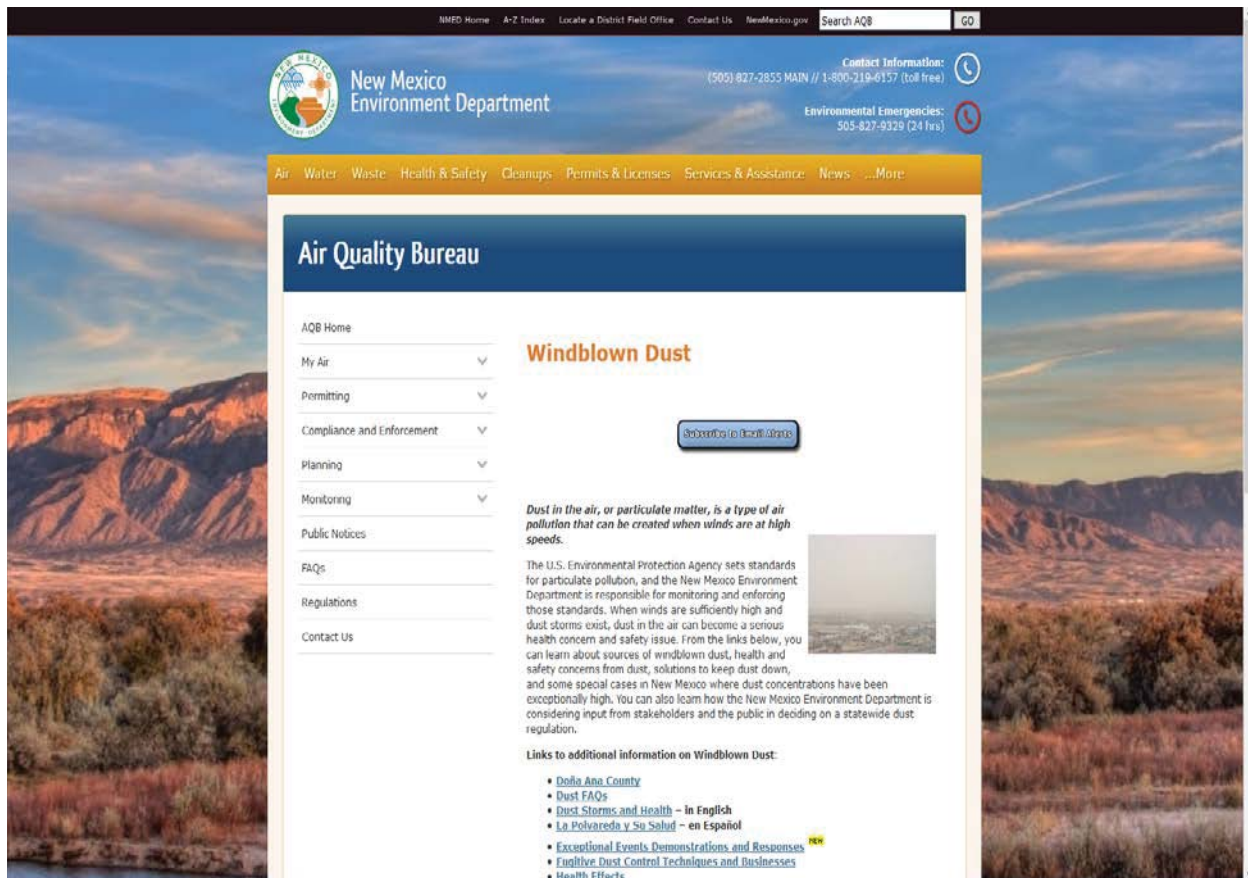 NMED Home A-Z Index Locate a District Field Office Contact Us NewMexico.gov Search AQB GO
New Mexico
Environment Department
Contact Information:
(505) 827-2855 MAIN // 1-800-219-6157 (toll free)
Environmental Emergencies:
505-827-9329 (24 hrs)
Air Water Waste Health & Safety Cleanups Permits & Licenses Services & Assistance News ...More
Air Quality Bureau
AQB Home
My Air
Permitting
Compliance and Enforcement
Planning
Monitoring
Public Notices
FAQs
Regulations
Contact Us
Windblown Dust
Subscribe to Email Alerts
Dust in the air, or particulate matter, is a type of air
pollution that can be created when winds are at high
speeds.
The U.S. Environmental Protection Agency sets standards
for particulate pollution, and the New Mexico Environment
Department is responsible for monitoring and enforcing
those standards. When winds are sufficiently high and
dust storms exist, dust in the air can become a serious
health concern and safety issue. From the links below, you
can learn about sources of windblown dust, health and
safety concerns from dust, solutions to keep dust down,
and some special cases in New Mexico where dust concentrations have been
exceptionally high. You can also learn how the New Mexico Environment Department is
considering input from stakeholders and the public in deciding on a statewide dust
regulation.
Links to additional information on Windblown Dust:
• Doña Ana County
• Dust FAQs
• Dust Storms and Health – in English
• La Polvareda y Su Salud – en Español
• Exceptional Events Demonstrations and Responses NEW
• Fugitive Dust Control Techniques and Businesses
• Health Effects